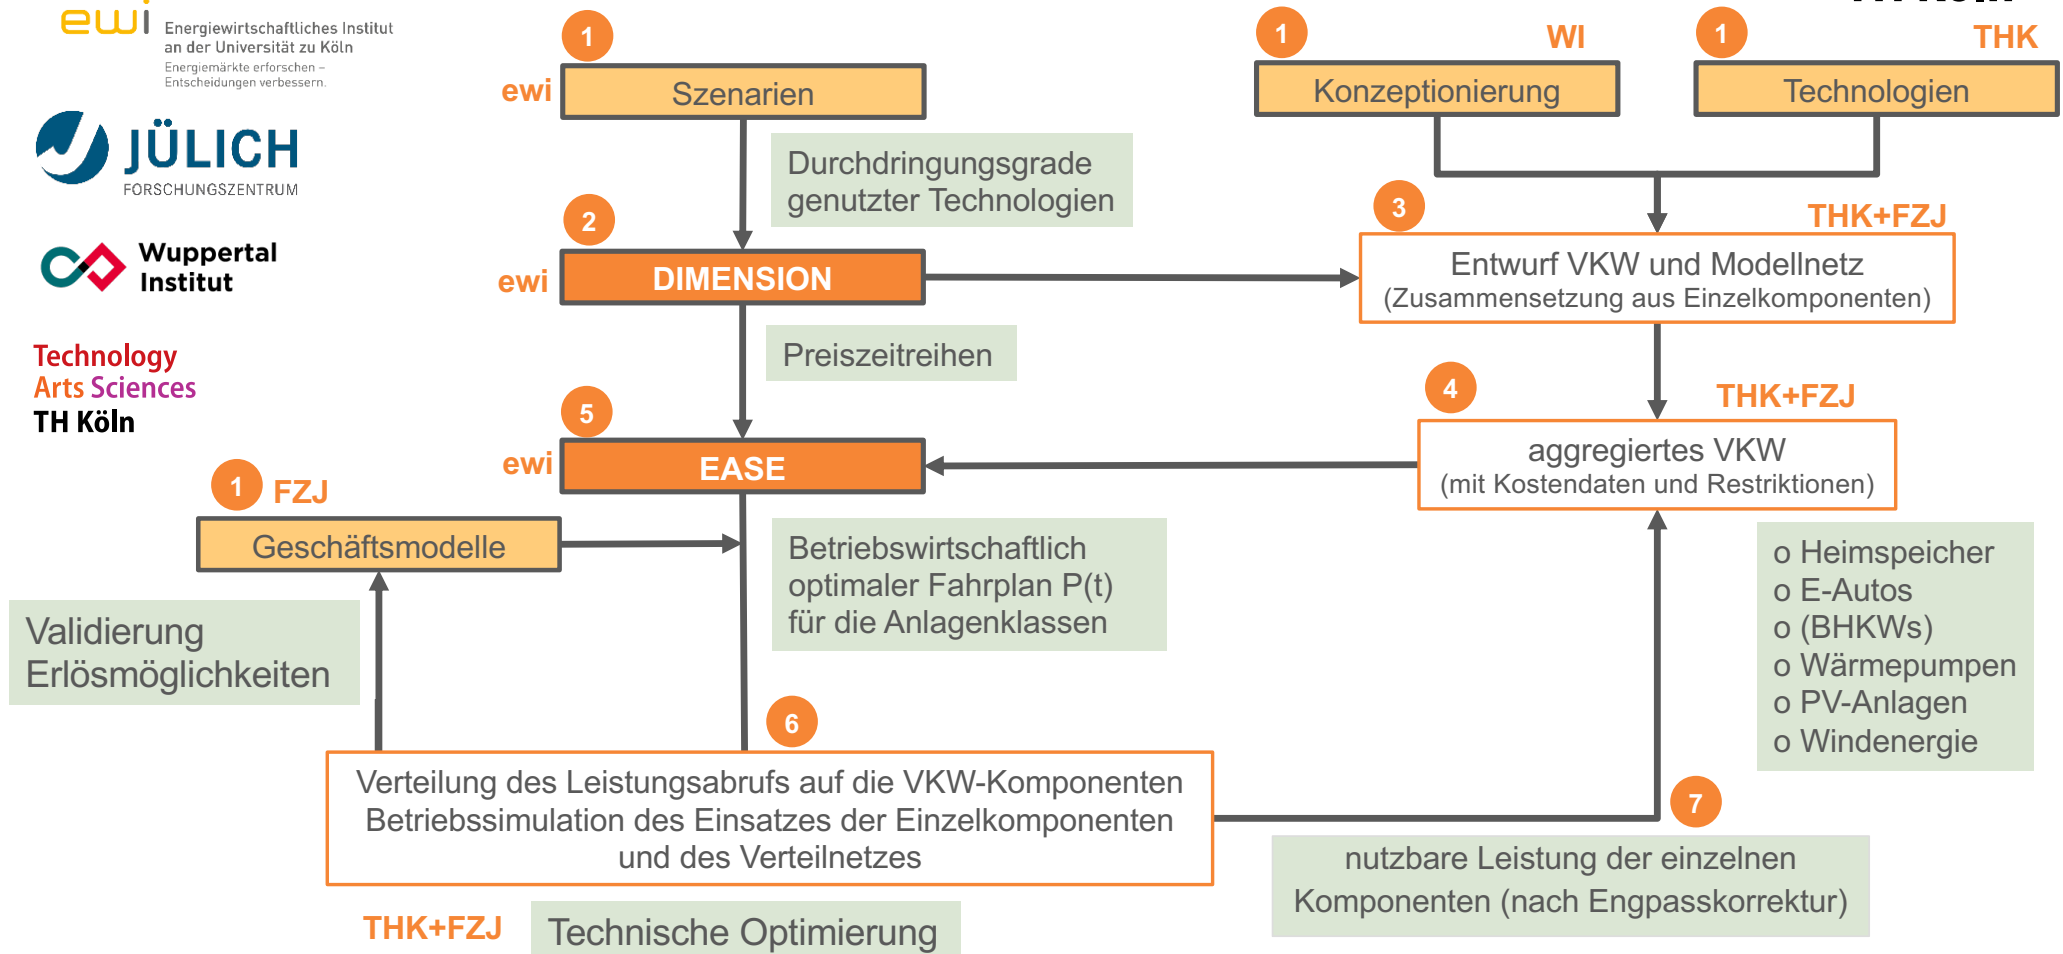 ewi Energiewirtschaftliches Institut
an der Universität zu Köln
Energiemärkte erforschen –
Entscheidungen verbessern.
JÜLICH
FORSCHUNGSZENTRUM
Wuppertal
Institut
Technology
Arts Sciences
TH Köln
TH Köln
1
ewi
Szenarien
1
WI
Konzeptionierung
1
THK
Technologien
Durchdringungsgrade
genutzter Technologien
2
ewi
DIMENSION
3
THK+FZJ
Entwurf VKW und Modellnetz
(Zusammensetzung aus Einzelkomponenten)
Preiszeitreihen
4
THK+FZJ
aggregiertes VKW
(mit Kostendaten und Restriktionen)
5
ewi
EASE
1
FZJ
Geschäftsmodelle
Betriebswirtschaftlich
optimaler Fahrplan P(t)
für die Anlagenklassen
o Heimspeicher
o E-Autos
o (BHKWs)
o Wärmepumpen
o PV-Anlagen
o Windenergie
Validierung
Erlösmöglichkeiten
6
Verteilung des Leistungsabrufs auf die VKW-Komponenten
Betriebssimulation des Einsatzes der Einzelkomponenten
und des Verteilnetzes
7
nutzbare Leistung der einzelnen
Komponenten (nach Engpasskorrektur)
THK+FZJ
Technische Optimierung